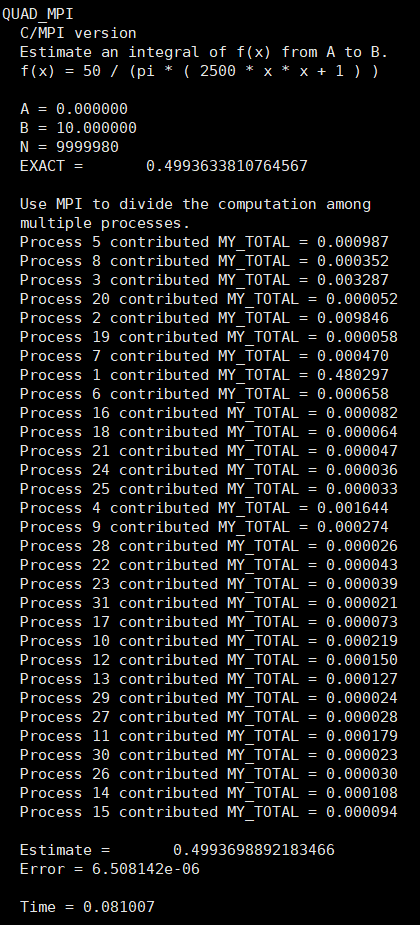 QUAD_MPI
C/MPI version
Estimate an integral of f(x) from A to B.
f(x) = 50 / (pi * ( 2500 * x * x + 1 ) )
A = 0.000000
B = 10.000000
N = 9999980
EXACT =       0.4993633810764567
Use MPI to divide the computation among
multiple processes.
Process 5 contributed MY_TOTAL = 0.000987
Process 8 contributed MY_TOTAL = 0.000352
Process 3 contributed MY_TOTAL = 0.003287
Process 20 contributed MY_TOTAL = 0.000052
Process 2 contributed MY_TOTAL = 0.009846
Process 19 contributed MY_TOTAL = 0.000058
Process 7 contributed MY_TOTAL = 0.000470
Process 1 contributed MY_TOTAL = 0.480297
Process 6 contributed MY_TOTAL = 0.000658
Process 16 contributed MY_TOTAL = 0.000082
Process 18 contributed MY_TOTAL = 0.000064
Process 21 contributed MY_TOTAL = 0.000047
Process 24 contributed MY_TOTAL = 0.000036
Process 25 contributed MY_TOTAL = 0.000033
Process 4 contributed MY_TOTAL = 0.001644
Process 9 contributed MY_TOTAL = 0.000274
Process 28 contributed MY_TOTAL = 0.000026
Process 22 contributed MY_TOTAL = 0.000043
Process 23 contributed MY_TOTAL = 0.000039
Process 31 contributed MY_TOTAL = 0.000021
Process 17 contributed MY_TOTAL = 0.000073
Process 10 contributed MY_TOTAL = 0.000219
Process 12 contributed MY_TOTAL = 0.000150
Process 13 contributed MY_TOTAL = 0.000127
Process 29 contributed MY_TOTAL = 0.000024
Process 27 contributed MY_TOTAL = 0.000028
Process 11 contributed MY_TOTAL = 0.000179
Process 30 contributed MY_TOTAL = 0.000023
Process 26 contributed MY_TOTAL = 0.000030
Process 14 contributed MY_TOTAL = 0.000108
Process 15 contributed MY_TOTAL = 0.000094
Estimate =       0.4993698892183466
Error = 6.508142e-06
Time = 0.081007